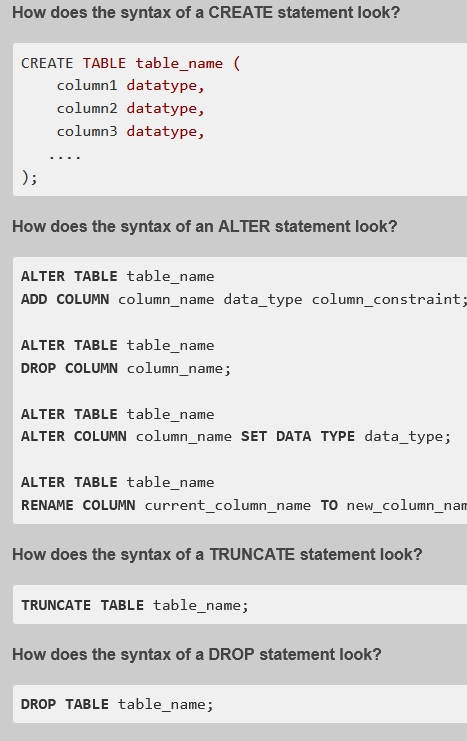 How does the syntax of a CREATE statement look?
CREATE TABLE table_name (
    column1 datatype,
    column2 datatype,
    column3 datatype,
   ....
);
How does the syntax of an ALTER statement look?
ALTER TABLE table_name
ADD COLUMN column_name data_type column_constraint;
ALTER TABLE table_name
DROP COLUMN column_name;
ALTER TABLE table_name
ALTER COLUMN column_name SET DATA TYPE data_type;
ALTER TABLE table_name
RENAME COLUMN current_column_name TO
How does the syntax of a TRUNCATE statement look?
TRUNCATE TABLE table_name;
How does the syntax of a DROP statement look?
DROP TABLE table_name;